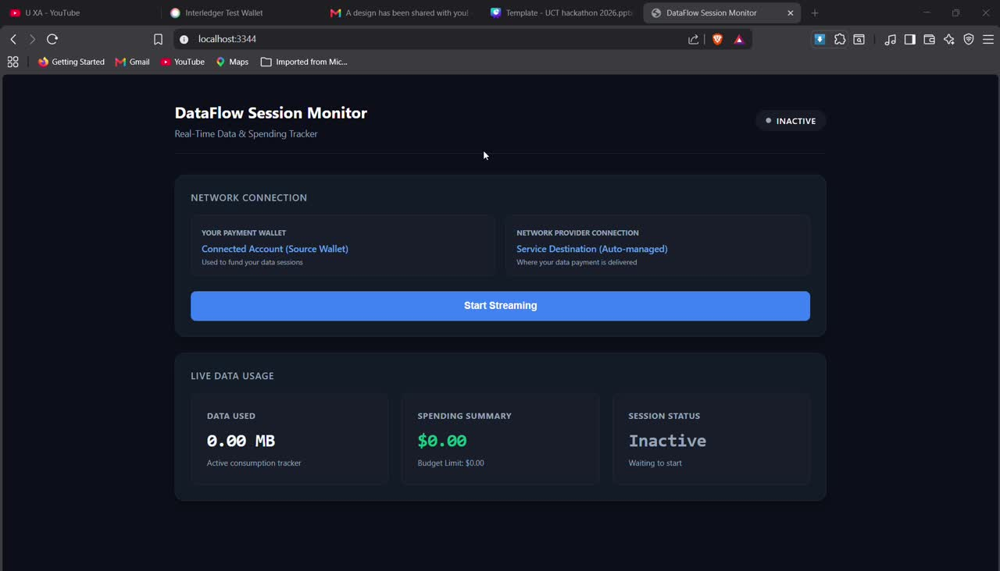 U XA - YouTube
Interledger Test Wallet
A design has been shared with you!
Template - UCT hackathon 2026.ppt
DataFlow Session Monitor
localhost:3344
Getting Started
Gmail
YouTube
Maps
Imported from Mic...
DataFlow Session Monitor
INACTIVE
Real-Time Data & Spending Tracker
NETWORK CONNECTION
YOUR PAYMENT WALLET
Connected Account (Source Wallet)
Used to fund your data sessions
NETWORK PROVIDER CONNECTION
Service Destination (Auto-managed)
Where your data payment is delivered
Start Streaming
LIVE DATA USAGE
DATA USED
0.00 MB
Active consumption tracker
SPENDING SUMMARY
$0.00
Budget Limit: $0.00
SESSION STATUS
Inactive
Waiting to start